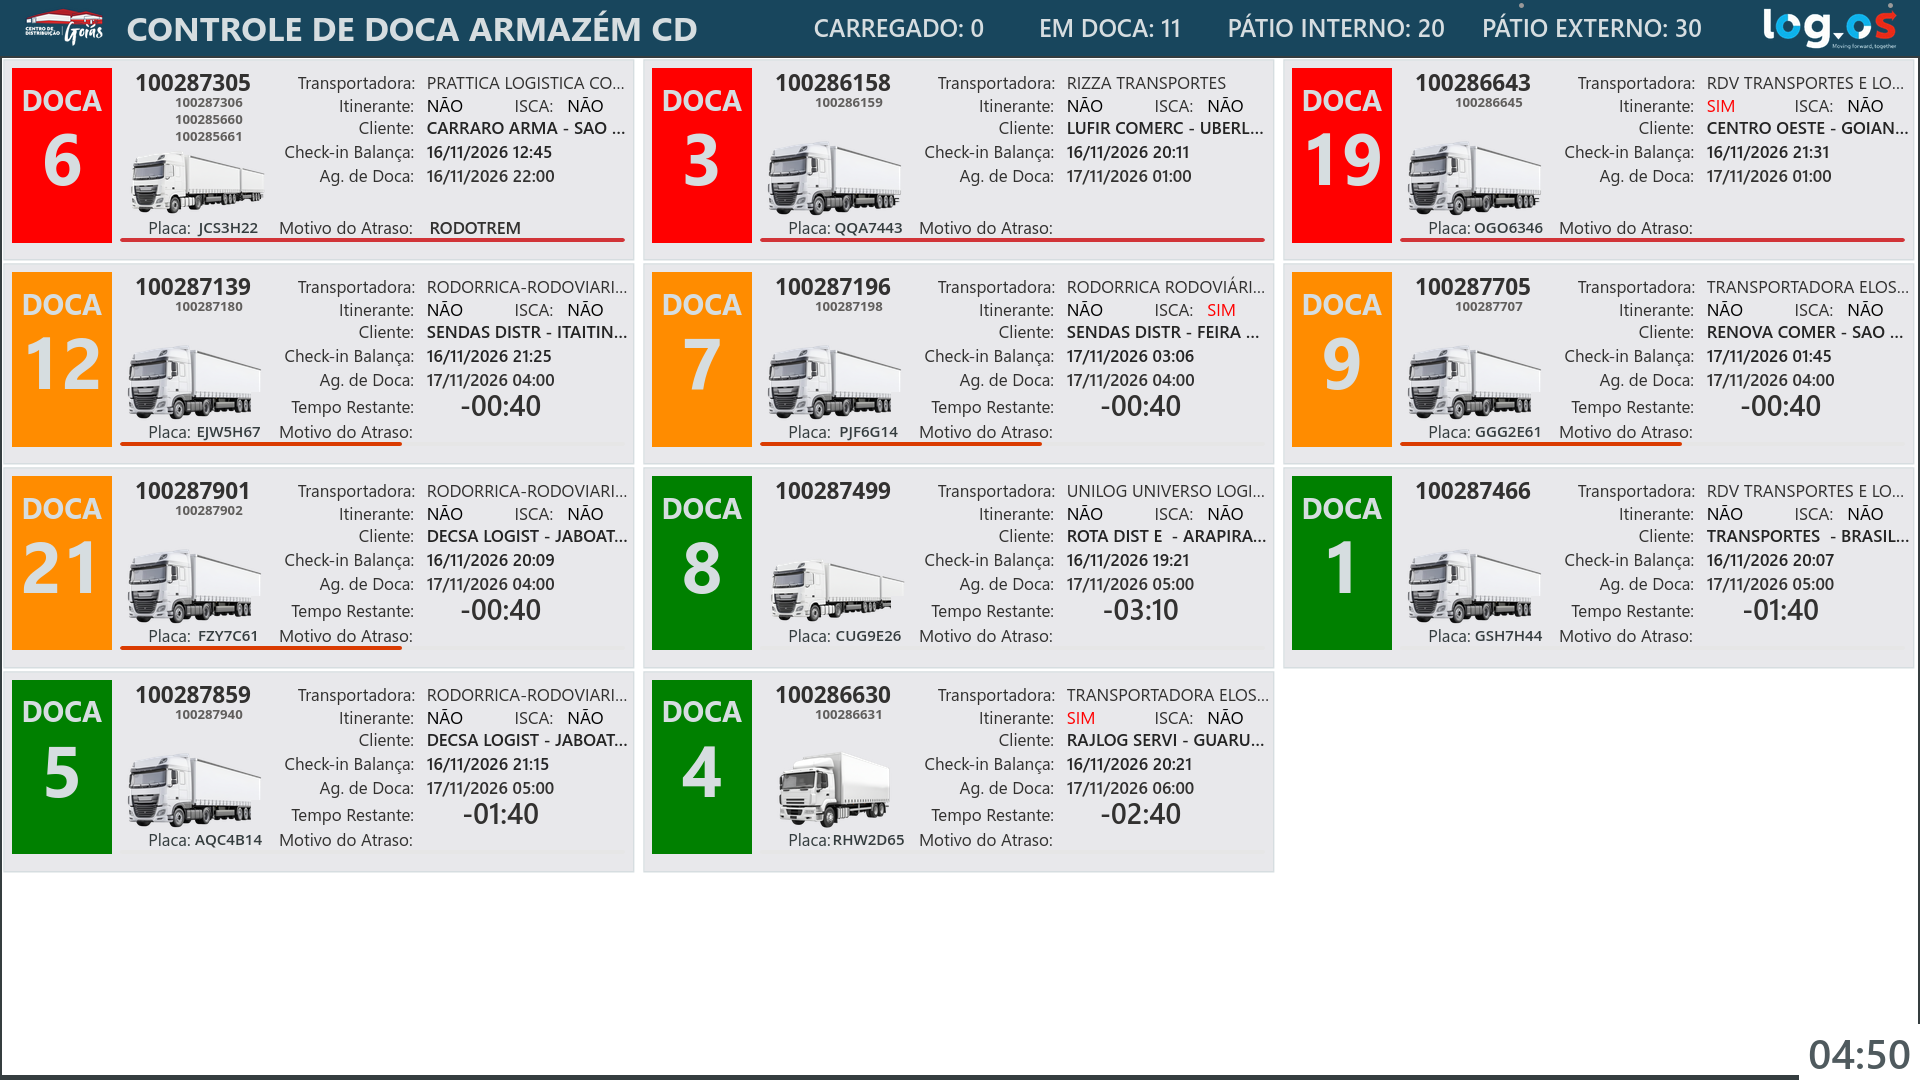 CENTRO DE DISTRIBUIÇÃO Goiás
CONTROLE DE DOCA ARMAZÉM CD
CARREGADO: 0
EM DOCA: 11
PÁTIO INTERNO: 20
PÁTIO EXTERNO: 30
log.os
Moving forward, together
DOCA
6
100287305
100287306
100285660
100285661
Placa: JCS3H22
Transportadora: PRATTICA LOGISTICA CO...
Itinerante: NÃO ISCA: NÃO
Cliente: CARRARO ARMA - SAO ...
Check-in Balança: 16/11/2026 12:45
Ag. de Doca: 16/11/2026 22:00
Motivo do Atraso: RODOTREM
DOCA
3
100286158
100286159
Placa: QQA7443
Transportadora: RIZZA TRANSPORTES
Itinerante: NÃO ISCA: NÃO
Cliente: LUFIR COMERC - UBERL...
Check-in Balança: 16/11/2026 20:11
Ag. de Doca: 17/11/2026 01:00
Motivo do Atraso:
DOCA
19
100286643
100286645
Placa: OGO6346
Transportadora: RDV TRANSPORTES E LO...
Itinerante: SIM ISCA: NÃO
Cliente: CENTRO OESTE - GOIAN...
Check-in Balança: 16/11/2026 21:31
Ag. de Doca: 17/11/2026 01:00
Motivo do Atraso:
DOCA
12
100287139
100287180
Placa: EJW5H67
Transportadora: RODORRICA-RODOVIARI...
Itinerante: NÃO ISCA: NÃO
Cliente: SENDAS DISTR - ITAITIN...
Check-in Balança: 16/11/2026 21:25
Ag. de Doca: 17/11/2026 04:00
Tempo Restante: -00:40
Motivo do Atraso:
DOCA
7
100287196
100287198
Placa: PJF6G14
Transportadora: RODORRICA RODOVIÁRI...
Itinerante: NÃO ISCA: SIM
Cliente: SENDAS DISTR - FEIRA ...
Check-in Balança: 17/11/2026 03:06
Ag. de Doca: 17/11/2026 04:00
Tempo Restante: -00:40
Motivo do Atraso:
DOCA
9
100287705
100287707
Placa: GGG2E61
Transportadora: TRANSPORTADORA ELOS...
Itinerante: NÃO ISCA: NÃO
Cliente: RENOVA COMER - SAO ...
Check-in Balança: 17/11/2026 01:45
Ag. de Doca: 17/11/2026 04:00
Tempo Restante: -00:40
Motivo do Atraso:
DOCA
21
100287901
100287902
Placa: FZY7C61
Transportadora: RODORRICA-RODOVIARI...
Itinerante: NÃO ISCA: NÃO
Cliente: DECSA LOGIST - JABOAT...
Check-in Balança: 16/11/2026 20:09
Ag. de Doca: 17/11/2026 04:00
Tempo Restante: -00:40
Motivo do Atraso:
DOCA
8
100287499
Placa: CUG9E26
Transportadora: UNILOG UNIVERSO LOGI...
Itinerante: NÃO ISCA: NÃO
Cliente: ROTA DIST E - ARAPIRA...
Check-in Balança: 16/11/2026 19:21
Ag. de Doca: 17/11/2026 05:00
Tempo Restante: -03:10
Motivo do Atraso:
DOCA
1
100287466
Placa: GSH7H44
Transportadora: RDV TRANSPORTES E LO...
Itinerante: NÃO ISCA: NÃO
Cliente: TRANSPORTES - BRASIL...
Check-in Balança: 16/11/2026 20:07
Ag. de Doca: 17/11/2026 05:00
Tempo Restante: -01:40
Motivo do Atraso:
DOCA
5
100287859
100287940
Placa: AQC4B14
Transportadora: RODORRICA-RODOVIARI...
Itinerante: NÃO ISCA: NÃO
Cliente: DECSA LOGIST - JABOAT...
Check-in Balança: 16/11/2026 21:15
Ag. de Doca: 17/11/2026 05:00
Tempo Restante: -01:40
Motivo do Atraso:
DOCA
4
100286630
100286631
Placa: RHW2D65
Transportadora: TRANSPORTADORA ELOS...
Itinerante: SIM ISCA: NÃO
Cliente: RAJLOG SERVI - GUARU...
Check-in Balança: 16/11/2026 20:21
Ag. de Doca: 17/11/2026 06:00
Tempo Restante: -02:40
Motivo do Atraso:
04:50